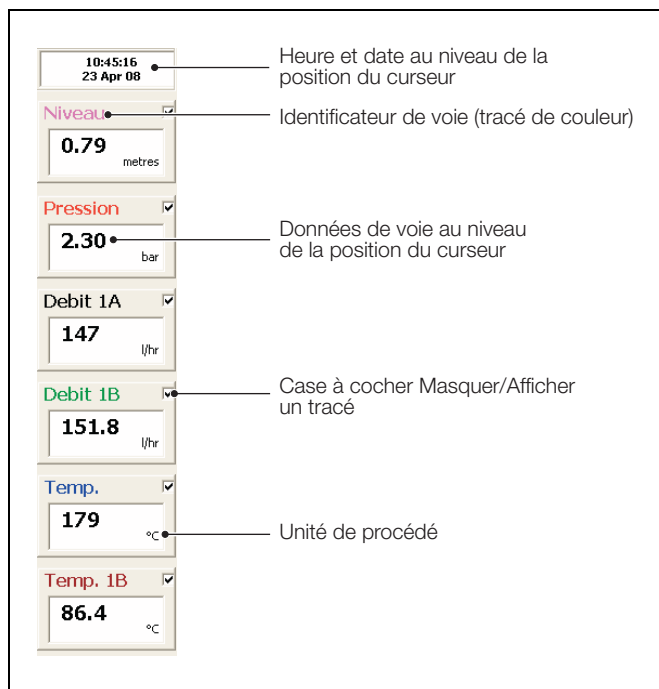 10:45:16
23 Apr 08
Heure et date au niveau de la
position du curseur
Niveau
Identificateur de voie (tracé de couleur)
0.79
metres
Pression
2.30
bar
Données de voie au niveau
de la position du curseur
Debit 1A
147
l/hr
Debit 1B
Case à cocher Masquer/Afficher
un tracé
151.8
l/hr
Temp.
179
°C
Unité de procédé
Temp. 1B
86.4
°C